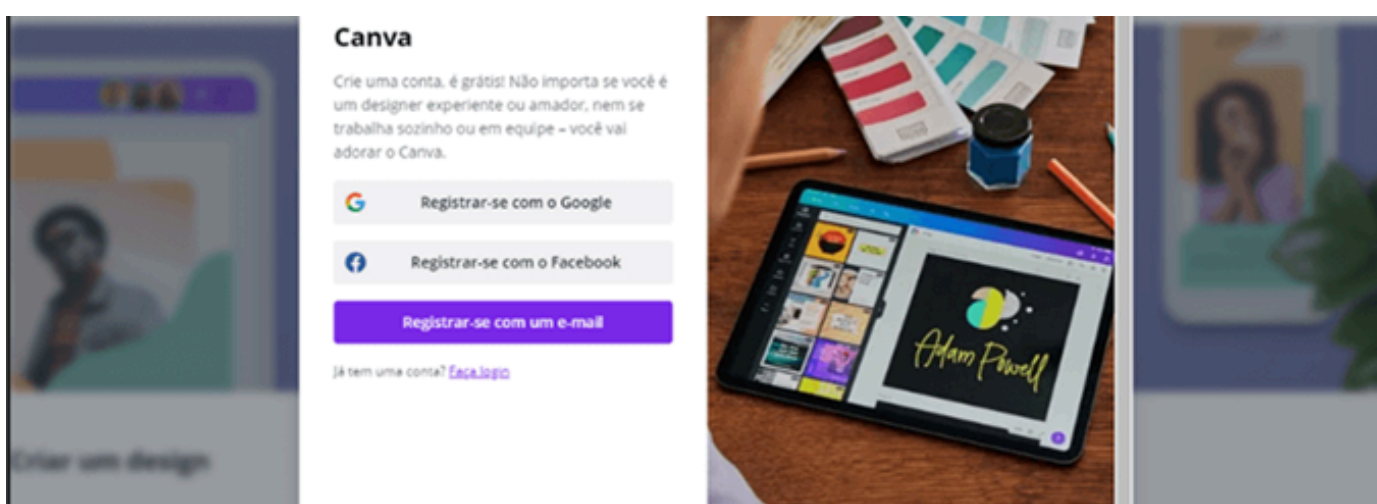 Canva
Crie uma conta, é grátis! Não importa se você é
um designer experiente ou amador, nem se
trabalha sozinho ou em equipe – você vai
adorar o Canva.
Registrar-se com o Google
Registrar-se com o Facebook
Registrar-se com um e-mail
Já tem uma conta? Faça login
Adam Powell
Criar um design